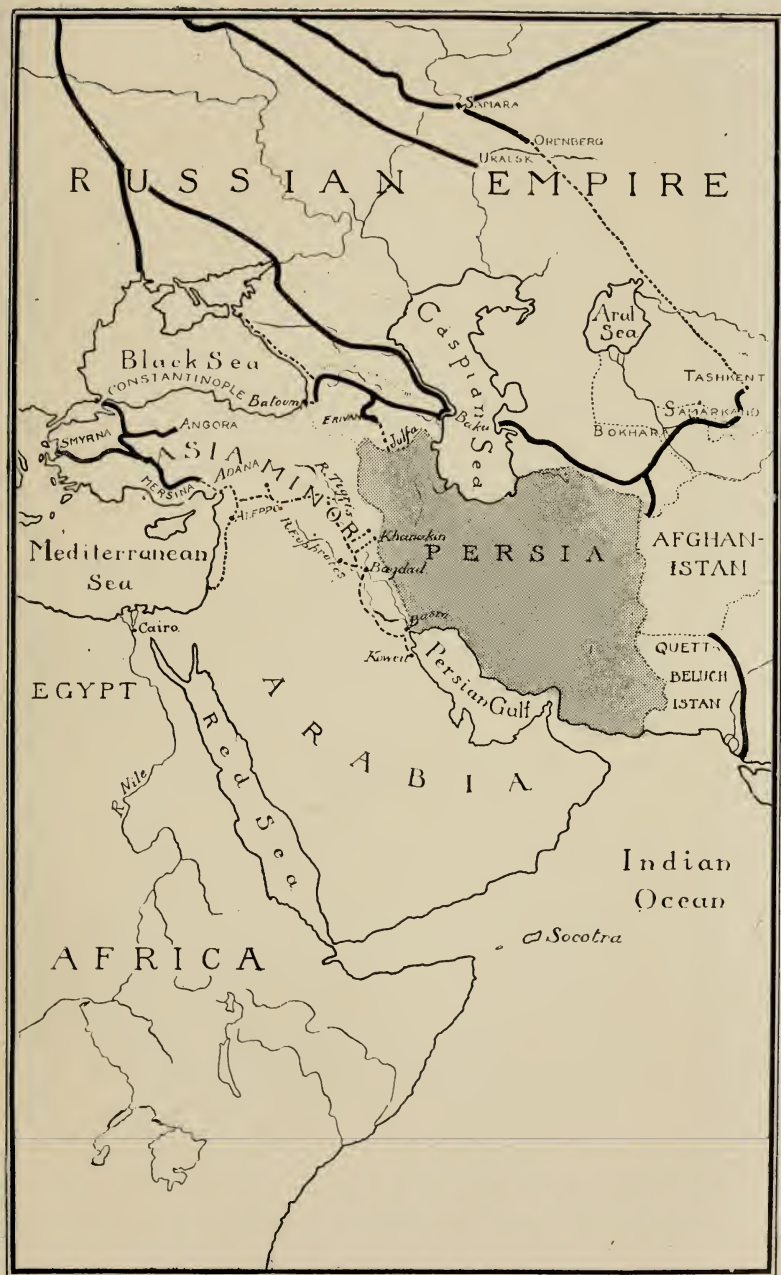 SAMARA
ORENBERG
URALSK
RUSSIAN EMPIRE
Caspian Sea
Aral
Sea
Black Sea
CONSTANTINOPLE
Batoum
TASHKENT
SAMARKAND
BOKHARA
Baku
ERIVAN
Julfa
SMYRNA
ANGORA
ASIA MINOR
ADANA
MERSINA
R. Tigris
ALEPPO
R. Euphrates
Khanakin
Bagdad
PERSIA
AFGHAN-
ISTAN
Mediterranean
Sea
Cairo
Basra
Koweit
Persian Gulf
QUETT
BELUCH
ISTAN
EGYPT
ARABIA
Red Sea
R. Nile
Indian
Ocean
Socotra
AFRICA